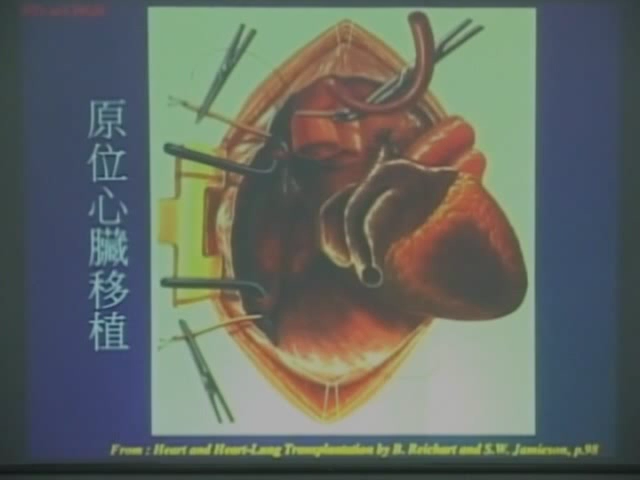 原位心臟移植
From : Heart and Heart-Lung Transplantation by B. Reichart and S.W. Jamieson, p.98